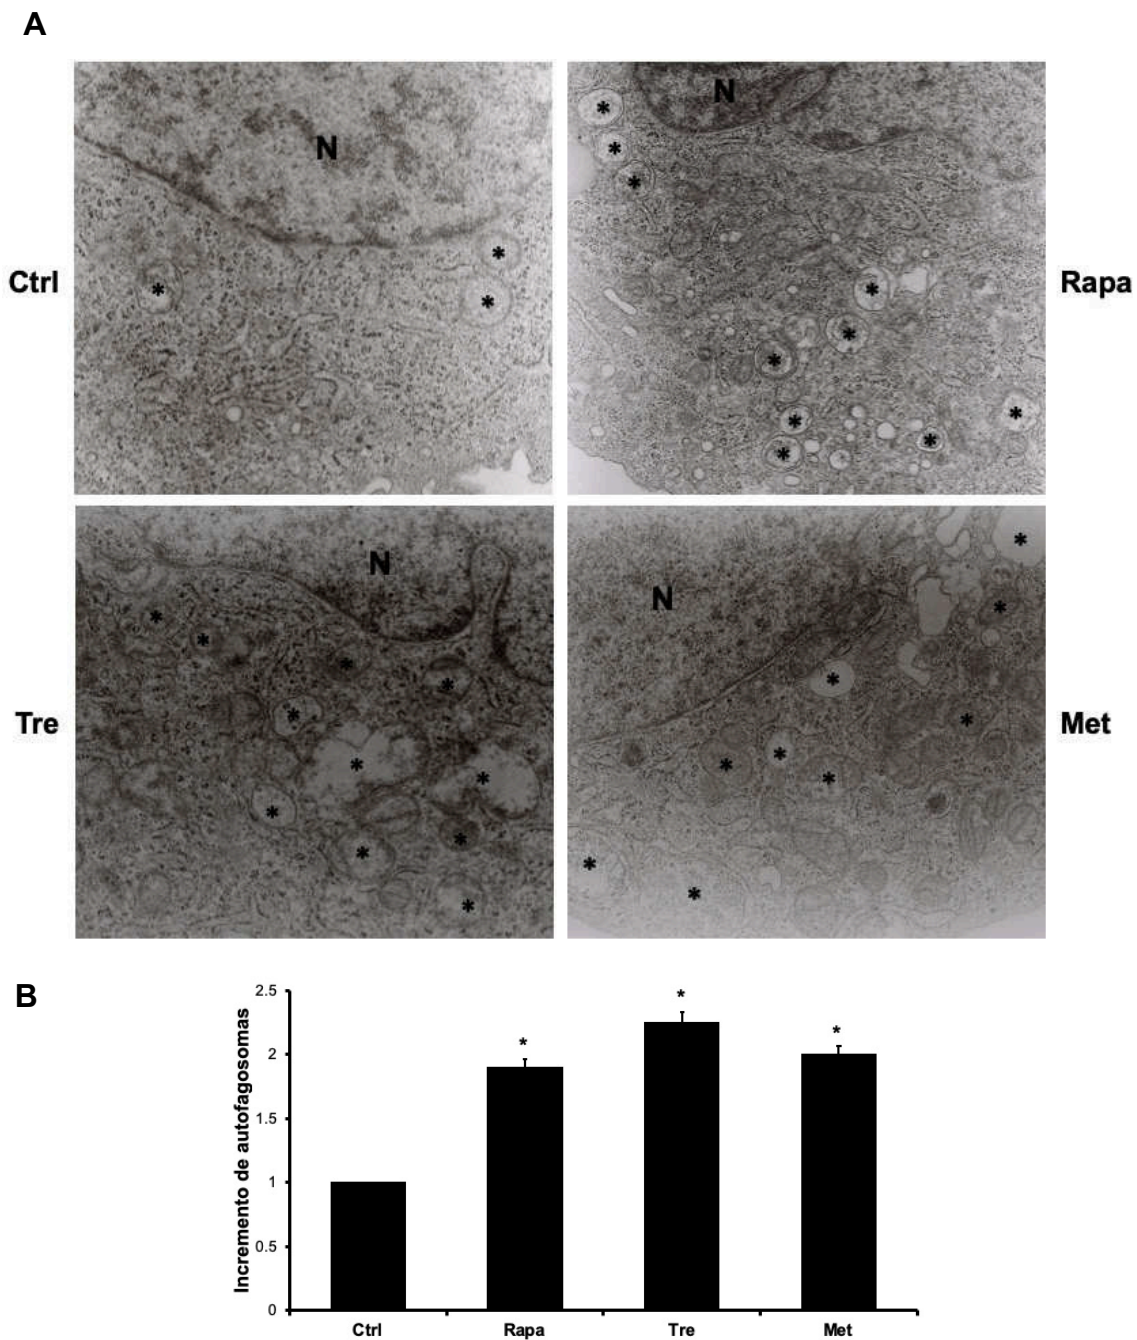 A
N
* * *
Ctrl
N
* * * * * * * * * *
Rapa
N
* * * * * * * * * * * *
Tre
N
* * * * * * * * *
Met
B
Incremento de autofagosomas
2.5
2
1.5
1
0.5
0
* * *
Ctrl Rapa Tre Met